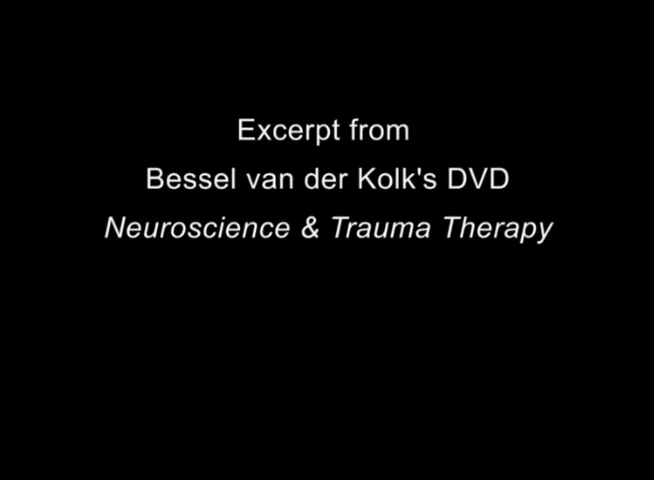 Excerpt from
Bessel van der Kolk's DVD
Neuroscience & Trauma Therapy